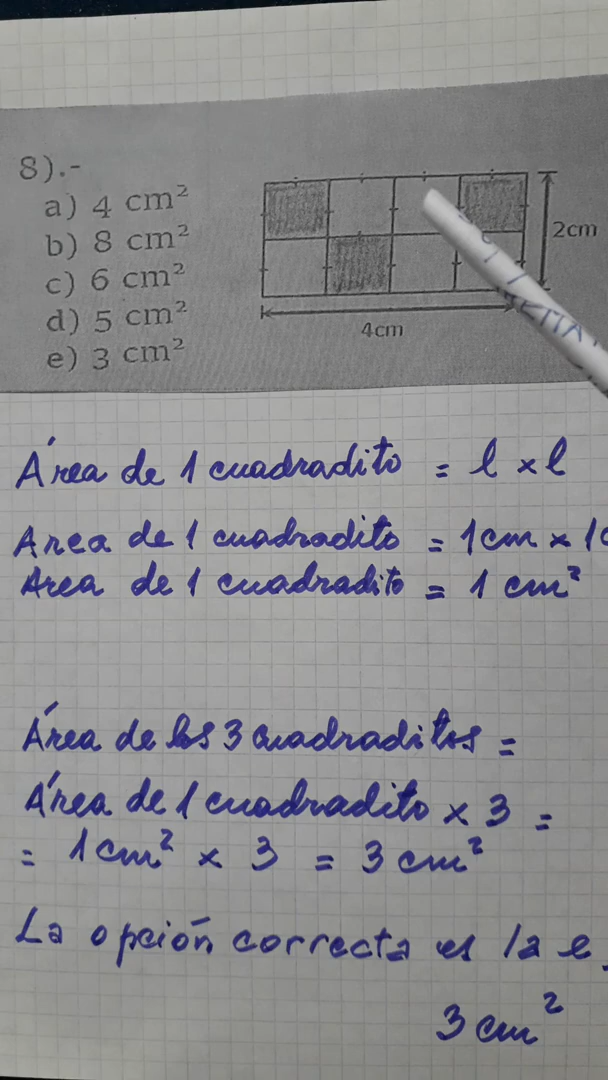 8).-
a) 4 cm²
b) 8 cm²
c) 6 cm²
d) 5 cm²
e) 3 cm²
2cm
4cm
Área de 1 cuadradito = l x l
Area de 1 cuadradito = 1cm x 1c
Area de 1 cuadradito = 1 cm²
Área de los 3 cuadraditos =
Área de 1 cuadradito x 3 =
= 1cm² x 3 = 3 cm²
La opción correcta es la e.
3 cm²